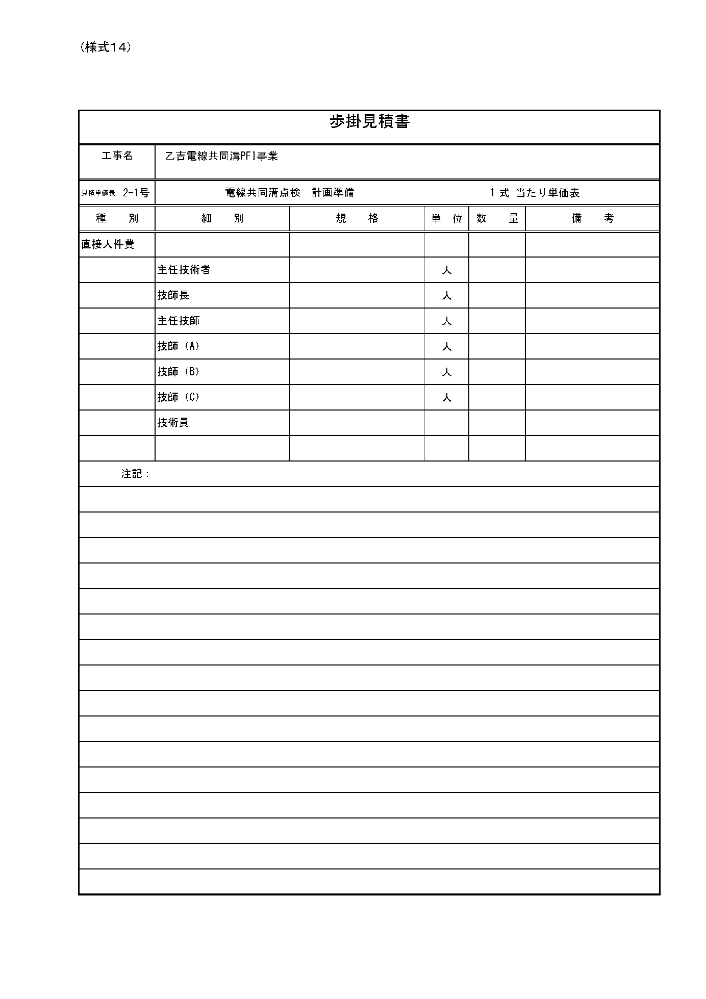 （様式１４）
歩掛見積書
工事名 乙吉電線共同溝PFI事業
見積単価表 2-1号 電線共同溝点検　計画準備 1 式 当たり単価表
種　　別 細　　別 規　　格 単　位 数　　量 備　　考
直接人件費
主任技術者 人
技師長 人
主任技師 人
技師（A） 人
技師（B） 人
技師（C） 人
技術員
注記：